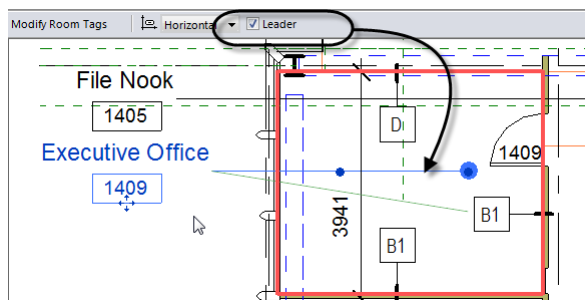 Modify Room Tags Horizontal Leader
File Nook
1405
D
Executive Office
1409
1409
3941
B1
B1